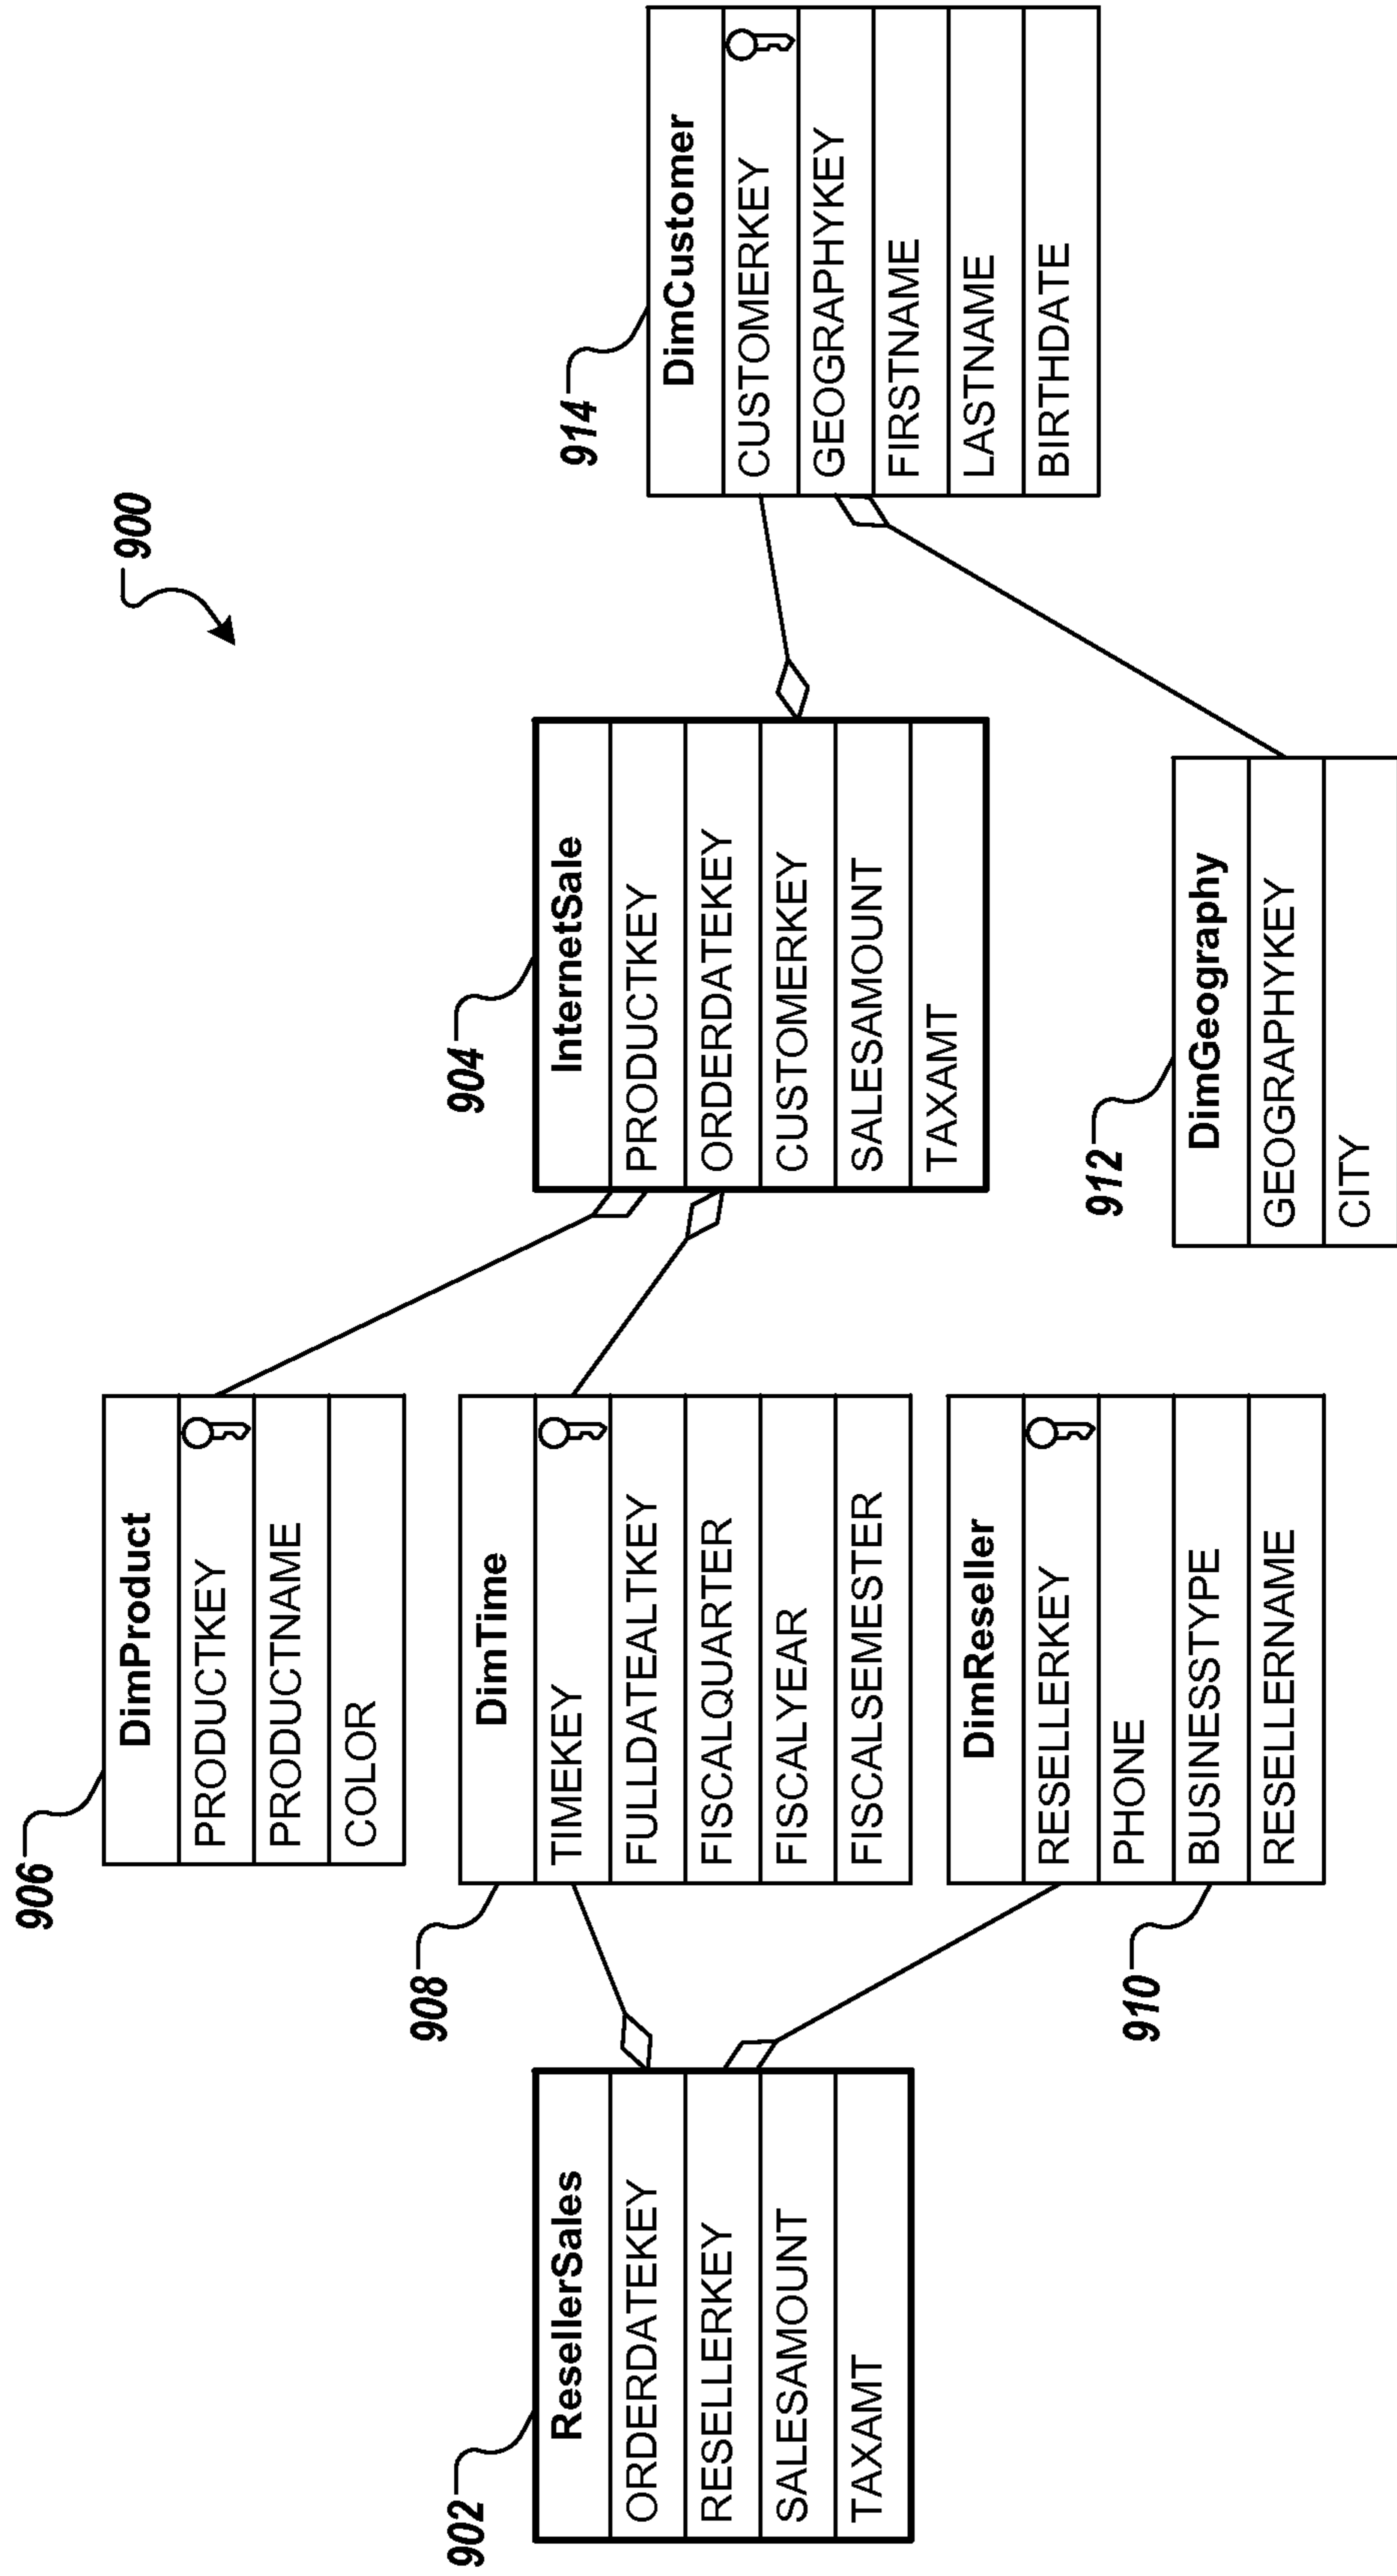 900
902
ResellerSales
ORDERDATEKEY
RESELLERKEY
SALESAMOUNT
TAXAMT
906
DimProduct
PRODUCTKEY
PRODUCTNAME
COLOR
908
DimTime
TIMEKEY
FULLDATEALTKEY
FISCALQUARTER
FISCALYEAR
FISCALSEMESTER
910
DimReseller
RESELLERKEY
PHONE
BUSINESSTYPE
RESELLERNAME
904
InternetSale
PRODUCTKEY
ORDERDATEKEY
CUSTOMERKEY
SALESAMOUNT
TAXAMT
912
DimGeography
GEOGRAPHYKEY
CITY
914
DimCustomer
CUSTOMERKEY
GEOGRAPHYKEY
FIRSTNAME
LASTNAME
BIRTHDATE